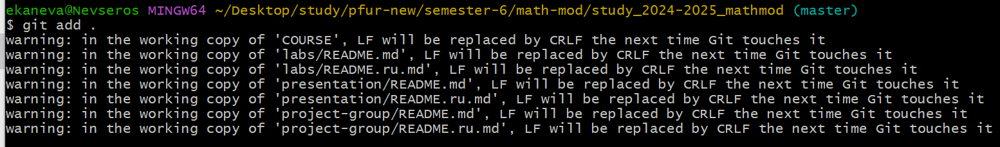 ekaneva@Nevseros MINGW64 ~/Desktop/study/pfur-new/semester-6/math-mod/study_2024-2025_mathmod (master)
$ git add .
warning: in the working copy of 'COURSE', LF will be replaced by CRLF the next time Git touches it
warning: in the working copy of 'labs/README.md', LF will be replaced by CRLF the next time Git touches it
warning: in the working copy of 'labs/README.ru.md', LF will be replaced by CRLF the next time Git touches it
warning: in the working copy of 'presentation/README.md', LF will be replaced by CRLF the next time Git touches it
warning: in the working copy of 'presentation/README.ru.md', LF will be replaced by CRLF the next time Git touches it
warning: in the working copy of 'project-group/README.md', LF will be replaced by CRLF the next time Git touches it
warning: in the working copy of 'project-group/README.ru.md', LF will be replaced by CRLF the next time Git touches it